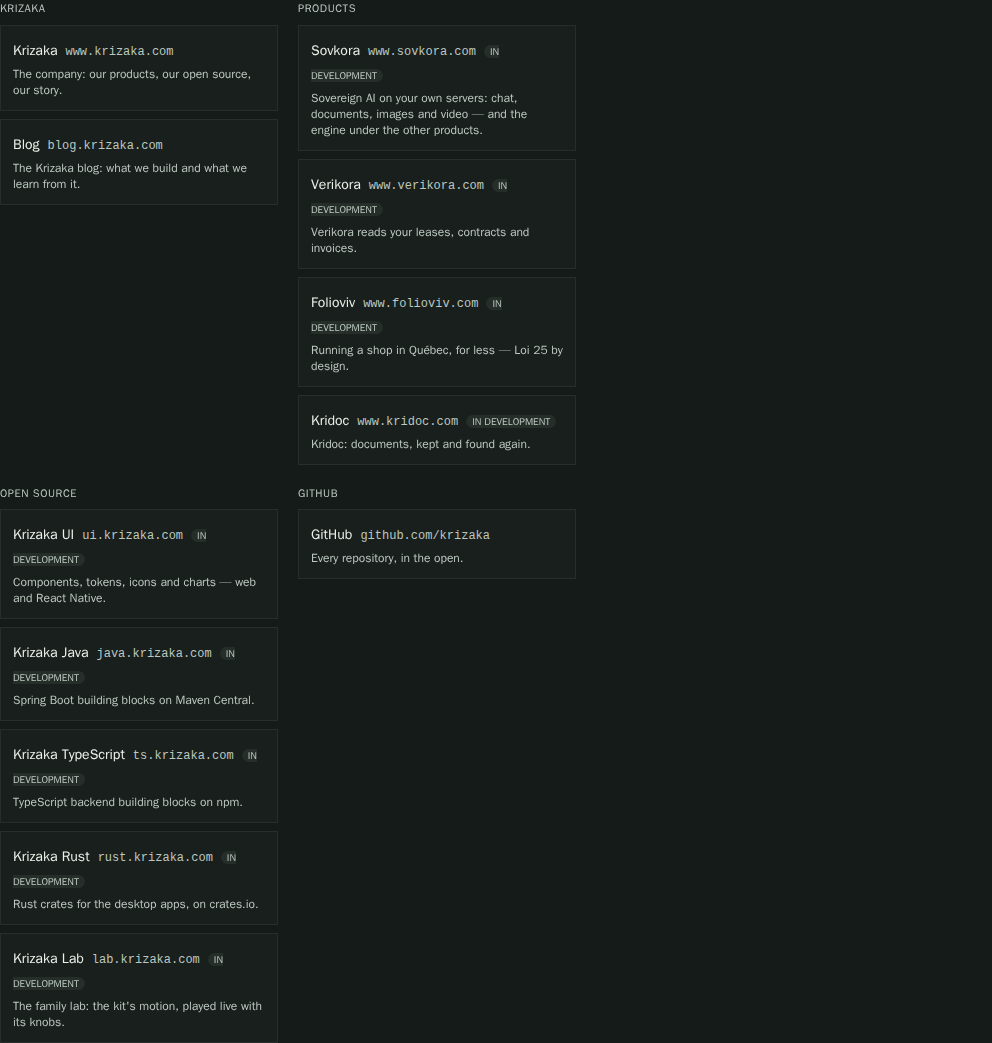 KRIZAKA
Krizaka www.krizaka.com
The company: our products, our open source,
our story.
Blog blog.krizaka.com
The Krizaka blog: what we build and what we
learn from it.
PRODUCTS
Sovkora www.sovkora.com IN
DEVELOPMENT
Sovereign AI on your own servers: chat,
documents, images and video — and the
engine under the other products.
Verikora www.verikora.com IN
DEVELOPMENT
Verikora reads your leases, contracts and
invoices.
Folioviv www.folioviv.com IN
DEVELOPMENT
Running a shop in Québec, for less — Loi 25 by
design.
Kridoc www.kridoc.com IN DEVELOPMENT
Kridoc: documents, kept and found again.
OPEN SOURCE
Krizaka UI ui.krizaka.com IN
DEVELOPMENT
Components, tokens, icons and charts — web
and React Native.
Krizaka Java java.krizaka.com IN
DEVELOPMENT
Spring Boot building blocks on Maven Central.
Krizaka TypeScript ts.krizaka.com IN
DEVELOPMENT
TypeScript backend building blocks on npm.
Krizaka Rust rust.krizaka.com IN
DEVELOPMENT
Rust crates for the desktop apps, on crates.io.
Krizaka Lab lab.krizaka.com IN
DEVELOPMENT
The family lab: the kit's motion, played live with
its knobs.
GITHUB
GitHub github.com/krizaka
Every repository, in the open.